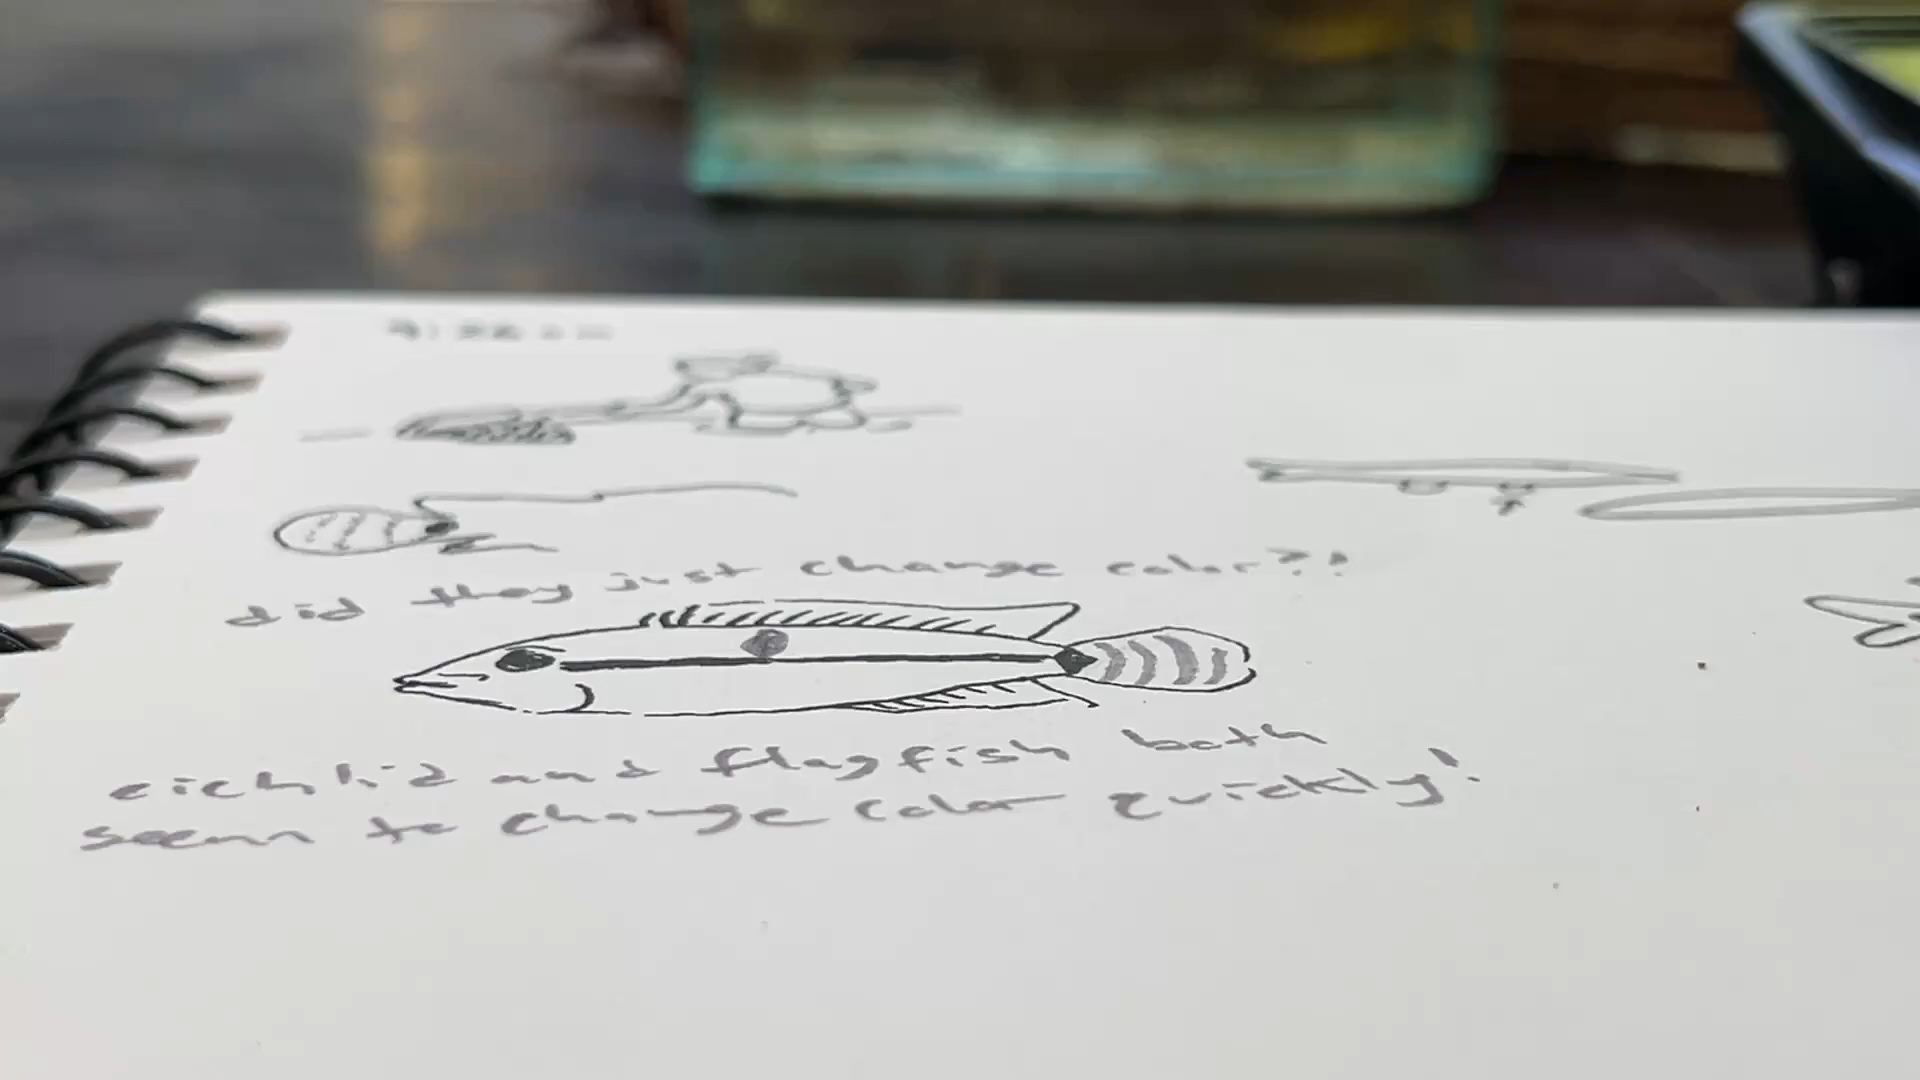 did they just change color?!
cichlid and flagfish both
seem to change color quickly!